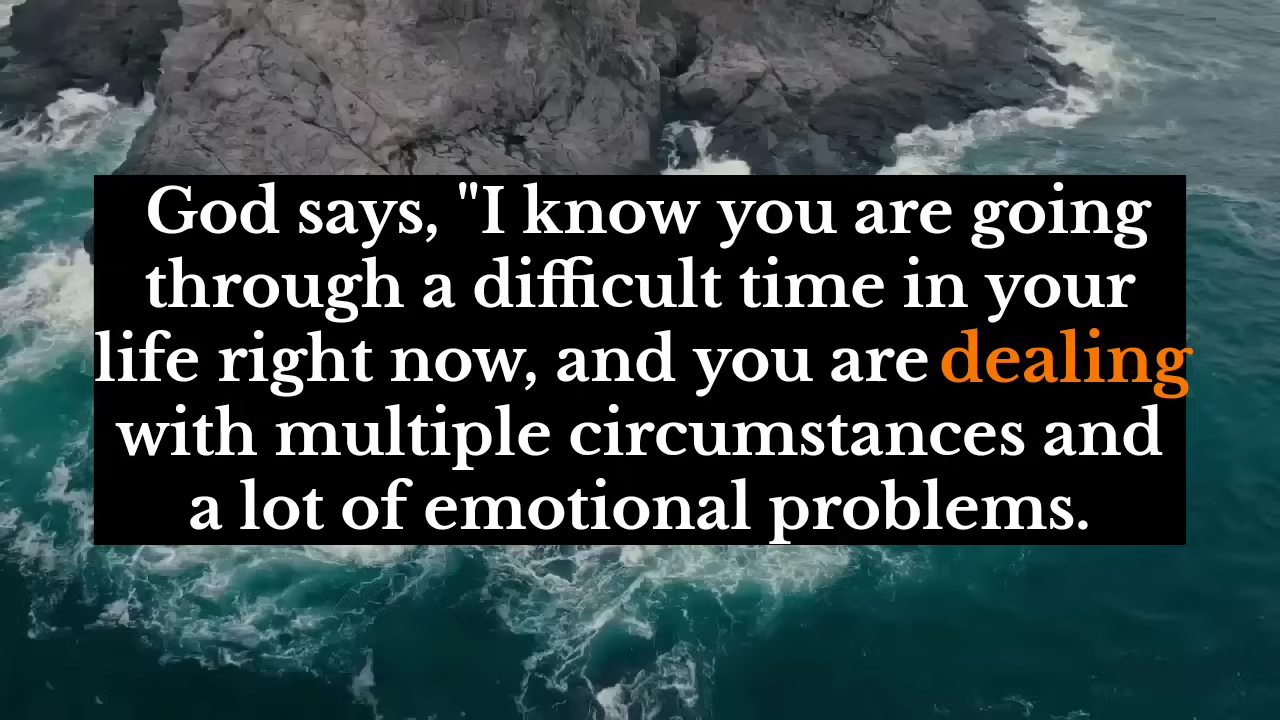 God says, "I know you are going
through a difficult time in your
life right now, and you are dealing
with multiple circumstances and
a lot of emotional problems.